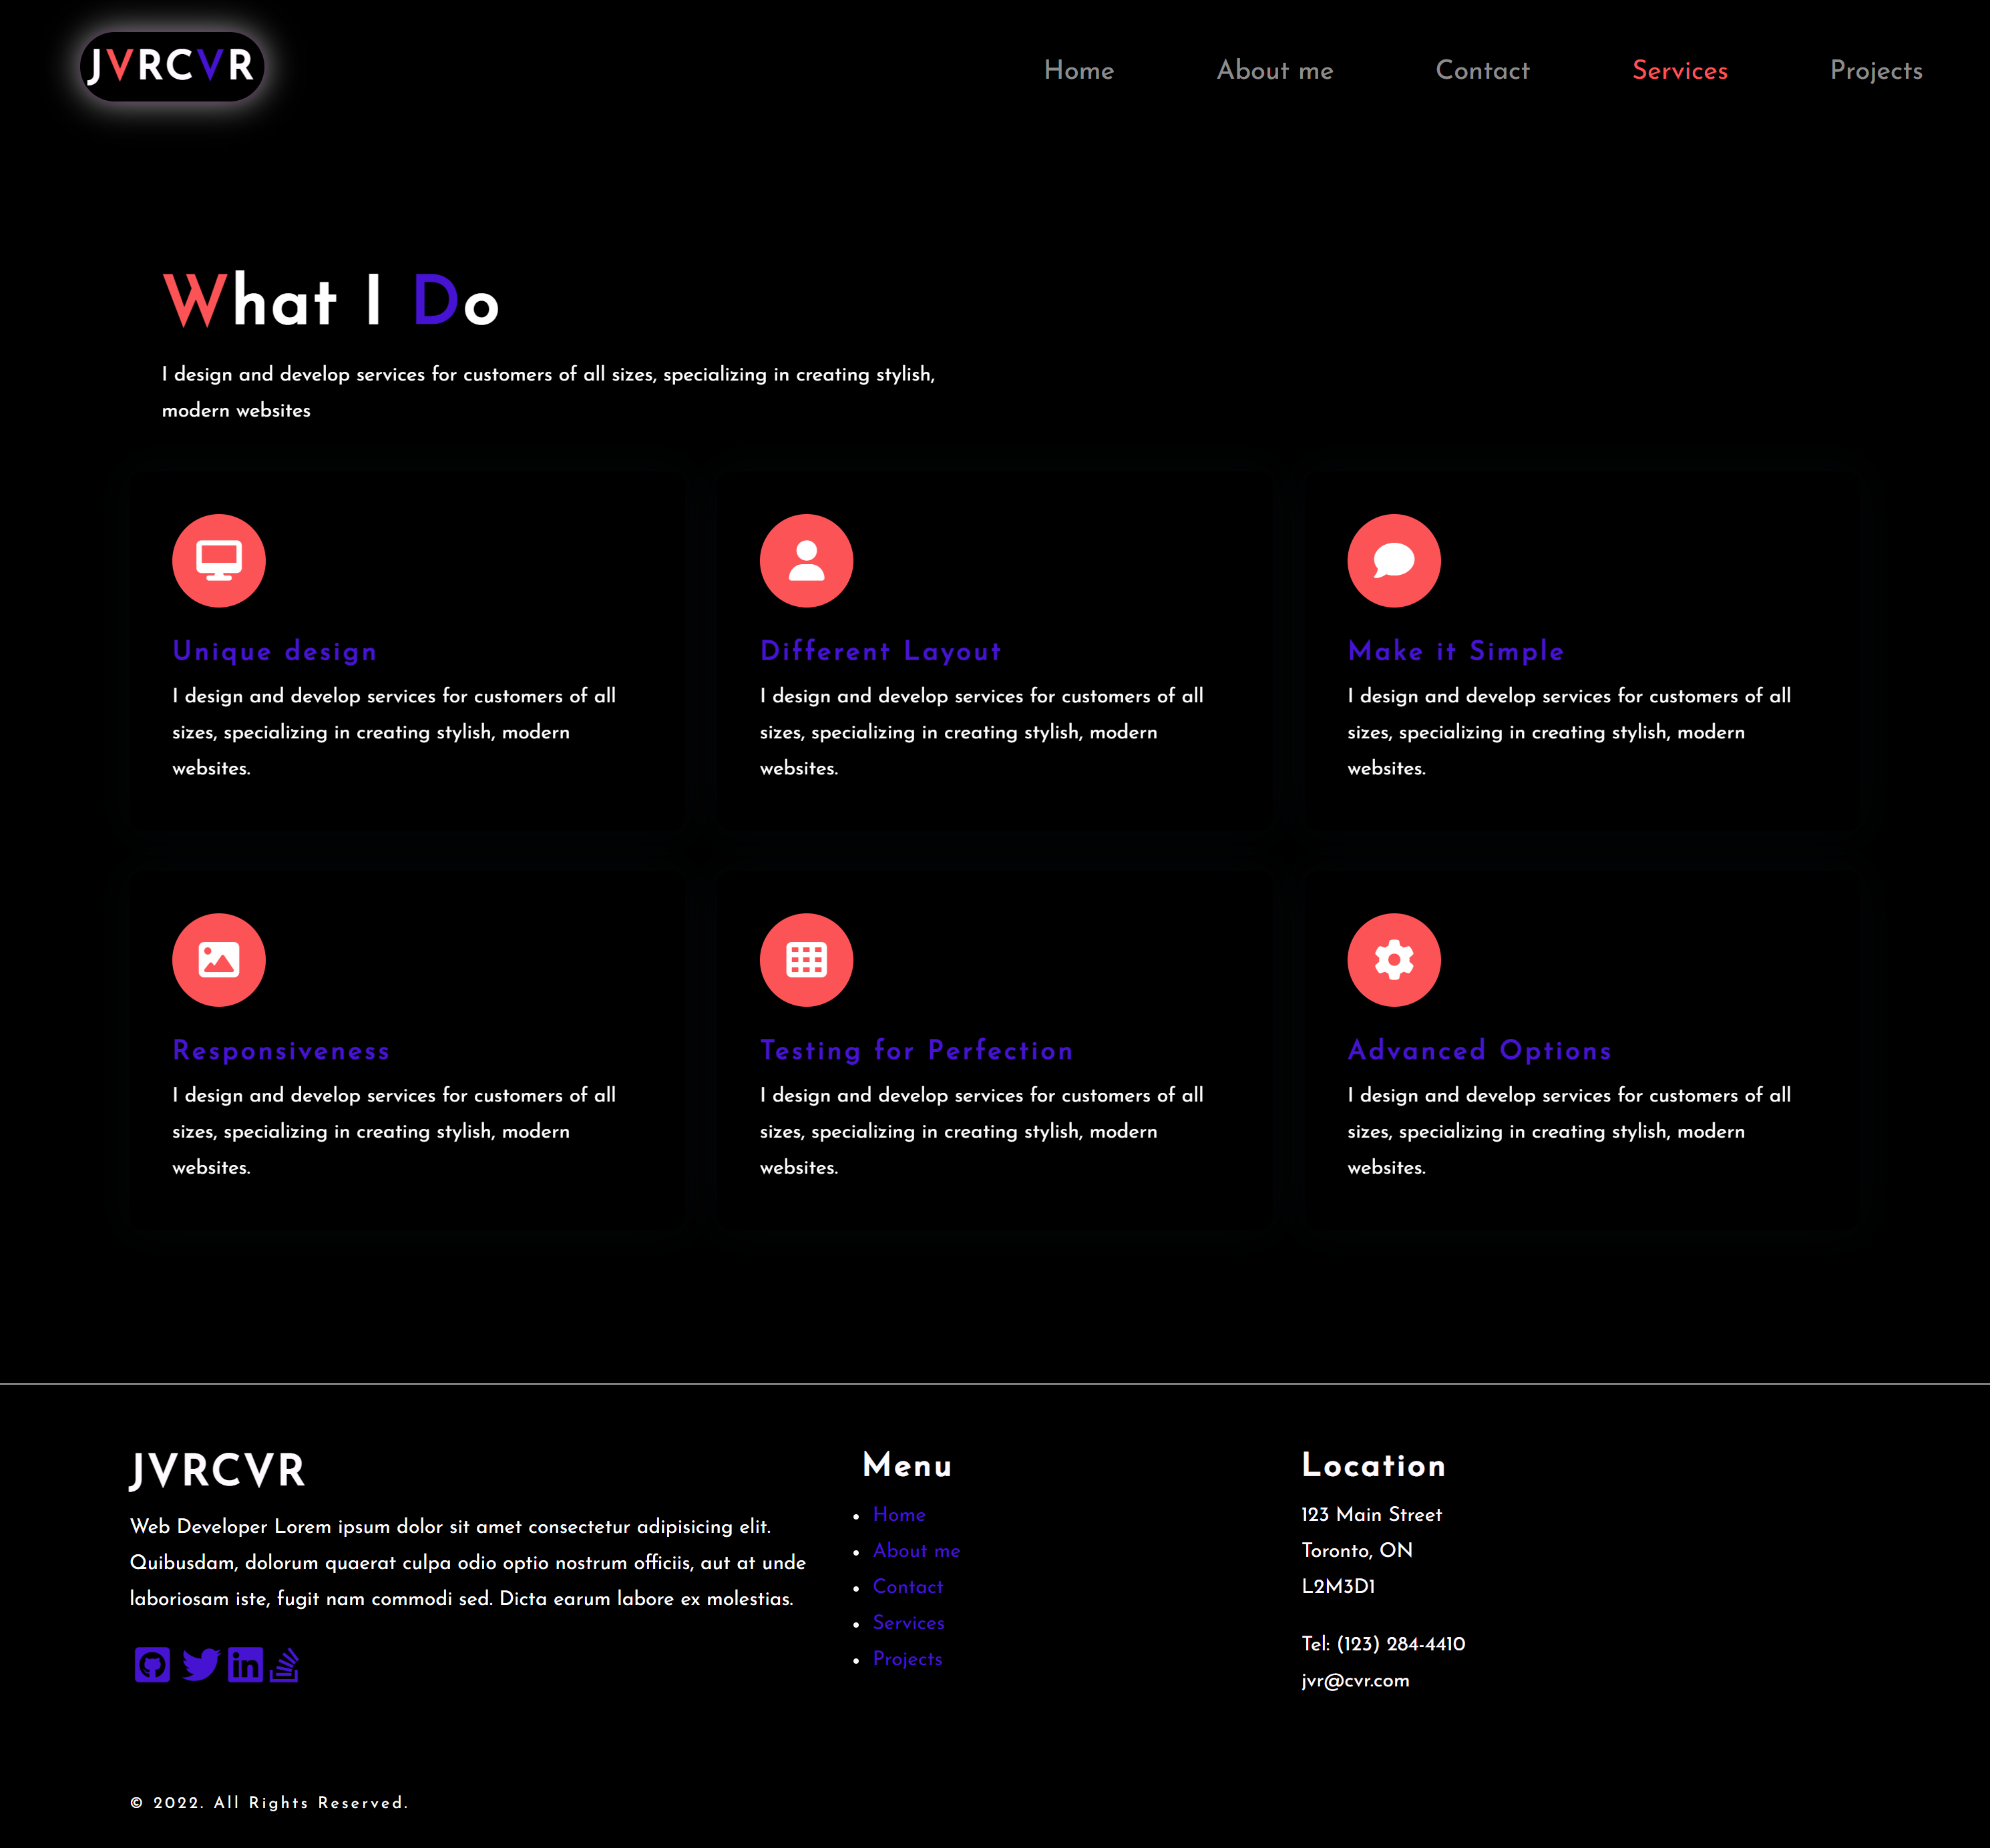 JVRCVR
Home About me Contact Services Projects
What I Do
I design and develop services for customers of all sizes, specializing in creating stylish,
modern websites
Unique design
I design and develop services for customers of all
sizes, specializing in creating stylish, modern
websites.
Different Layout
I design and develop services for customers of all
sizes, specializing in creating stylish, modern
websites.
Make it Simple
I design and develop services for customers of all
sizes, specializing in creating stylish, modern
websites.
Responsiveness
I design and develop services for customers of all
sizes, specializing in creating stylish, modern
websites.
Testing for Perfection
I design and develop services for customers of all
sizes, specializing in creating stylish, modern
websites.
Advanced Options
I design and develop services for customers of all
sizes, specializing in creating stylish, modern
websites.
JVRCVR
Web Developer Lorem ipsum dolor sit amet consectetur adipisicing elit.
Quibusdam, dolorum quaerat culpa odio optio nostrum officiis, aut at unde
laboriosam iste, fugit nam commodi sed. Dicta earum labore ex molestias.
Menu
Home
About me
Contact
Services
Projects
Location
123 Main Street
Toronto, ON
L2M3D1
Tel: (123) 284-4410
jvr@cvr.com
© 2022. All Rights Reserved.